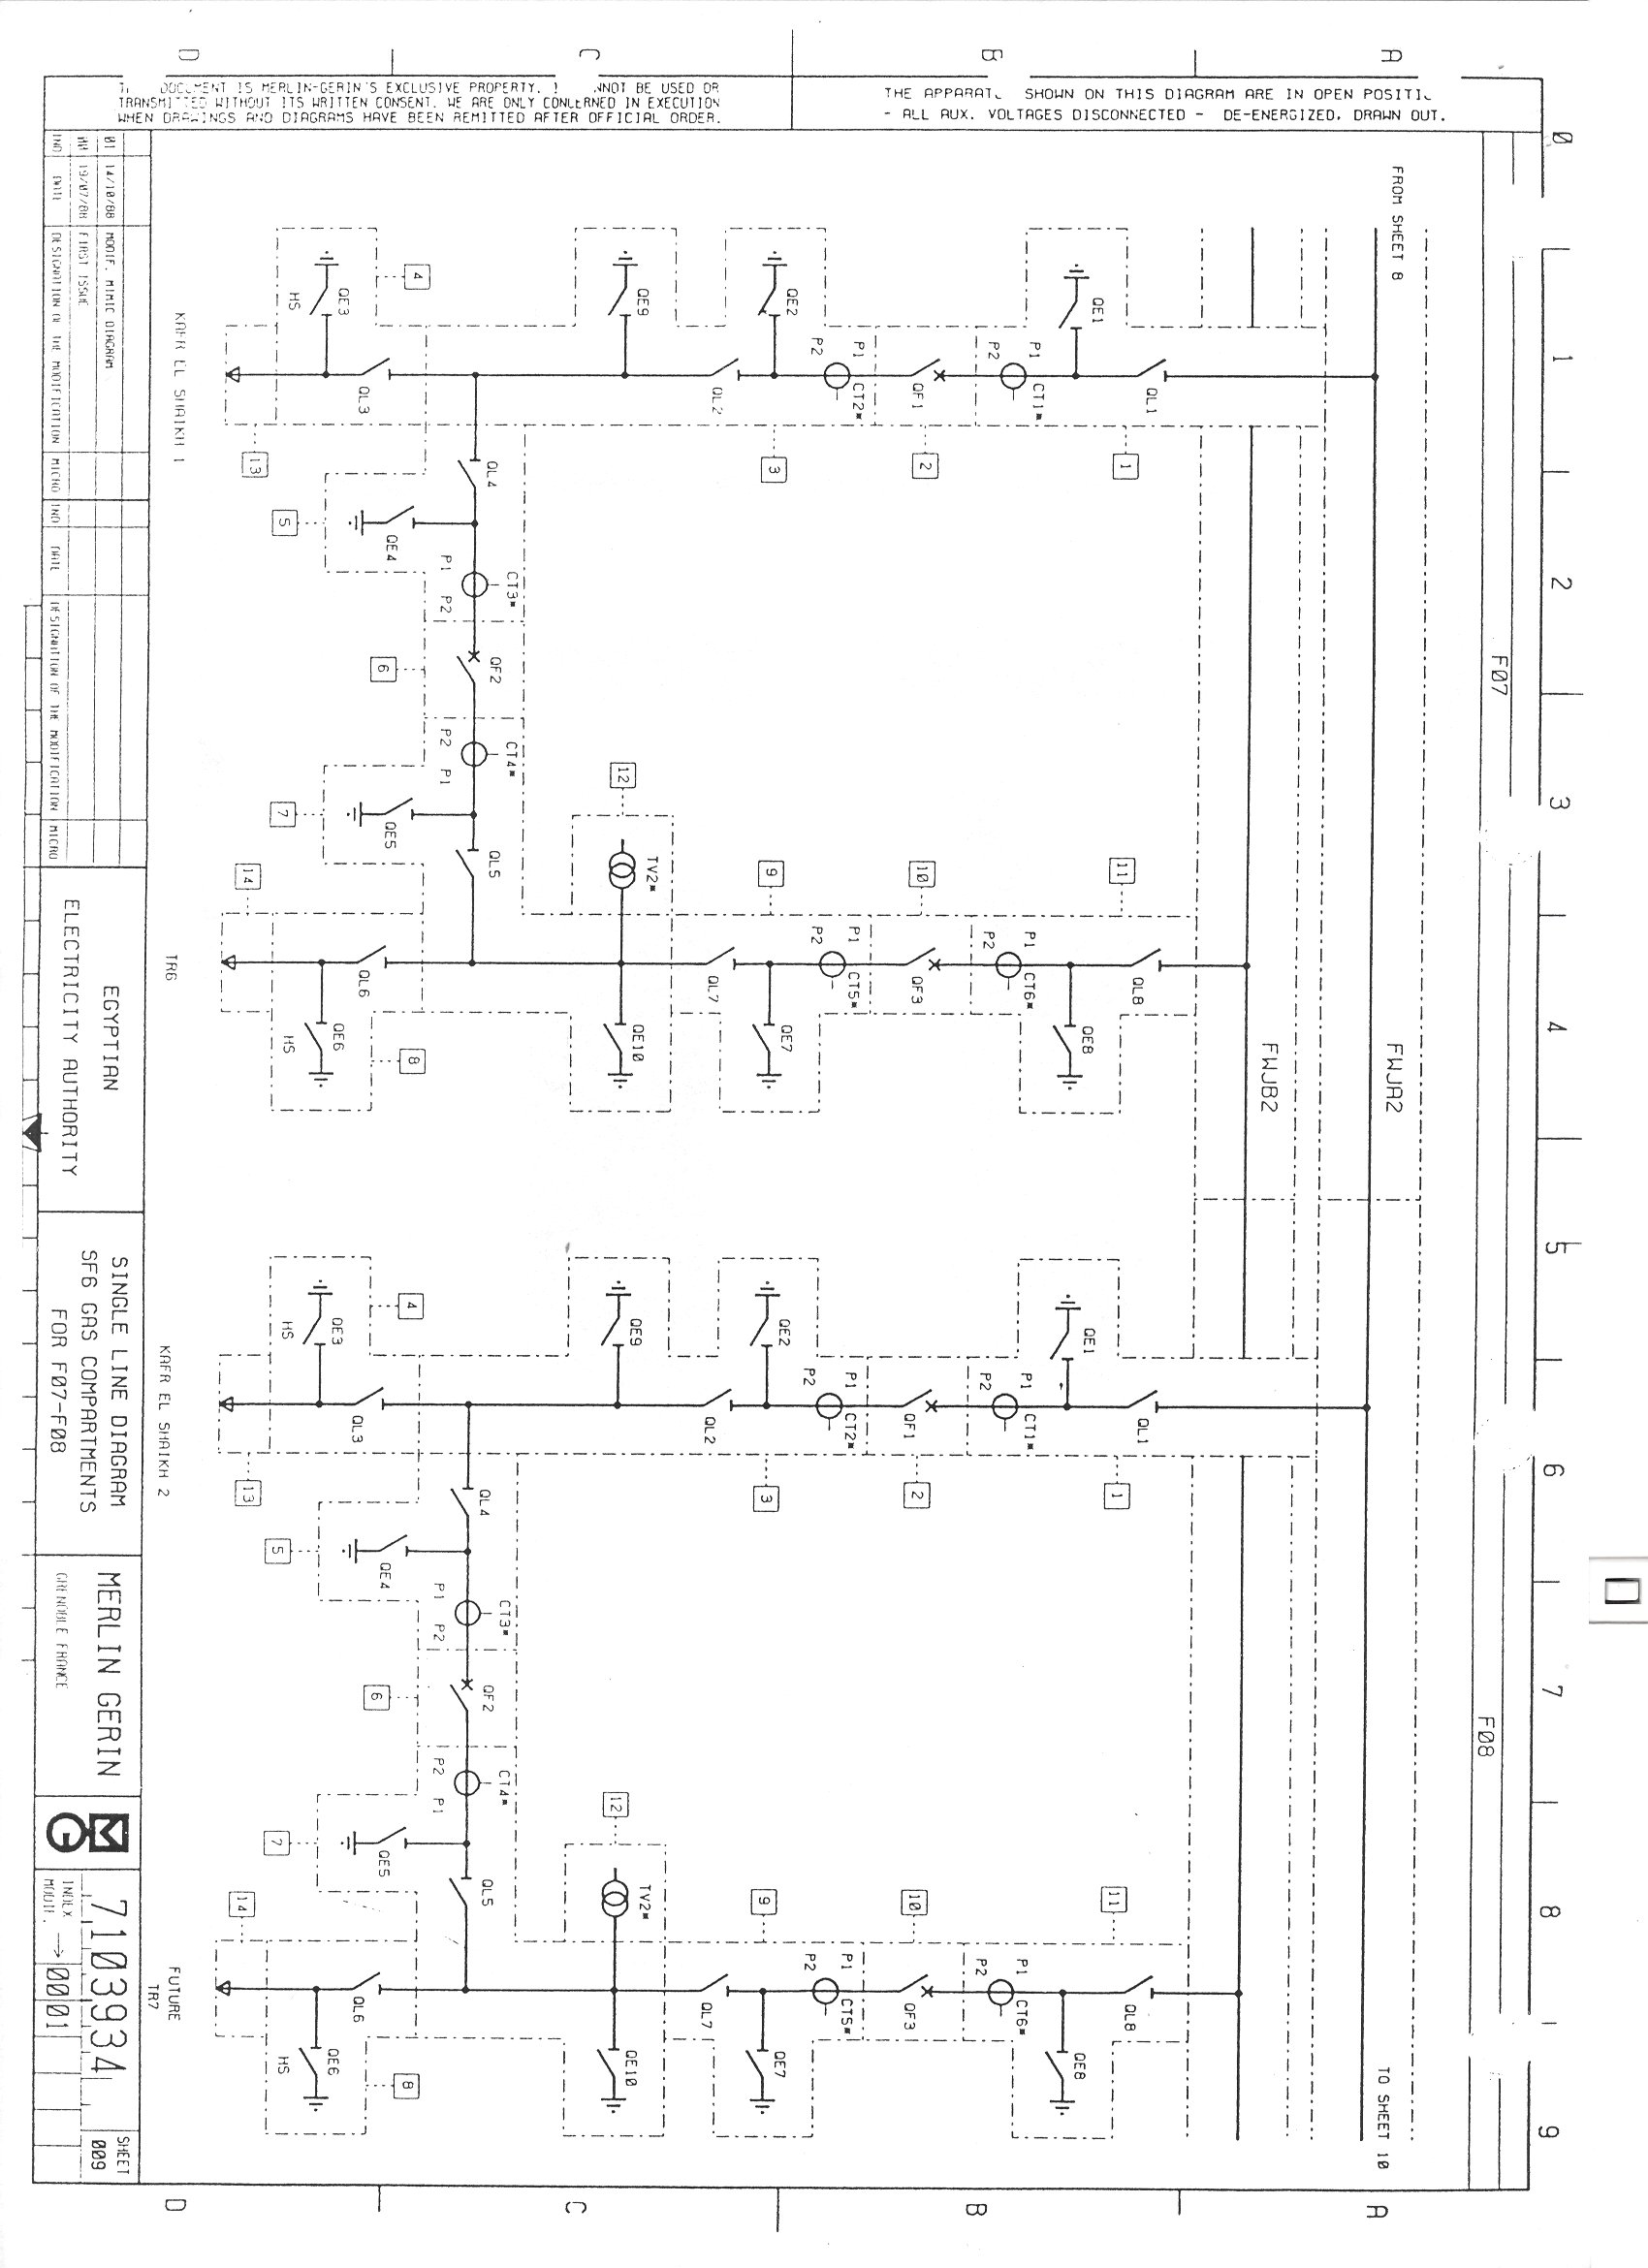 A
B
C
D
THE APPARAT SHOWN ON THIS DIAGRAM ARE IN OPEN POSITI
- ALL AUX. VOLTAGES DISCONNECTED - DE-ENERGIZED, DRAWN OUT.
DOCUMENT IS MERLIN-GERIN'S EXCLUSIVE PROPERTY. NNOT BE USED OR
TRANSMITTED WITHOUT ITS WRITTEN CONSENT. WE ARE ONLY CONCERNED IN EXECUTION
WHEN DRAWINGS AND DIAGRAMS HAVE BEEN REMITTED AFTER OFFICIAL ORDER.
0
1
2
3
4
5
6
7
8
9
F07
F08
FROM SHEET 8
TO SHEET 10
FWJA2
FWJB2
QE1
QL1
P1
P2
CT1*
QF1
P1
P2
CT2*
QE2
QL2
QE9
QE3
HS
QL3
4
13
3
2
1
KAFR EL SHAIKH 1
QL4
5
QE4
P1
P2
CT3*
6
QF2
P2
P1
CT4*
7
QE5
QL5
12
TV2*
9
10
11
14
QL8
P1
P2
CT6*
QF3
P1
P2
CT5*
QL7
QL6
QE8
QE7
QE10
QE6
HS
8
TR6
QE1
QL1
P1
P2
CT1*
QF1
P1
P2
CT2*
QE2
QL2
QE9
QE3
HS
QL3
4
13
3
2
1
KAFR EL SHAIKH 2
QL4
5
QE4
P1
P2
CT3*
6
QF2
P2
P1
CT4*
7
QE5
QL5
12
TV2*
9
10
11
14
QL8
P1
P2
CT6*
QF3
P1
P2
CT5*
QL7
QL6
QE8
QE7
QE10
QE6
HS
8
FUTURE
TR7
01 14/10/88 MODIF. MIMIC DIAGRAM
19/07/88 FIRST ISSUE
IND DATE DESIGNATION OF THE MODIFICATION MICRO IND DATE DESIGNATION OF THE MODIFICATION MICRO
EGYPTIAN
ELECTRICITY AUTHORITY
SINGLE LINE DIAGRAM
SF6 GAS COMPARTMENTS
FOR F07-F08
MERLIN GERIN
GRENOBLE FRANCE
MG
7103934
INDEX
MODIF. → 00 01
SHEET
009
D
C
B
A